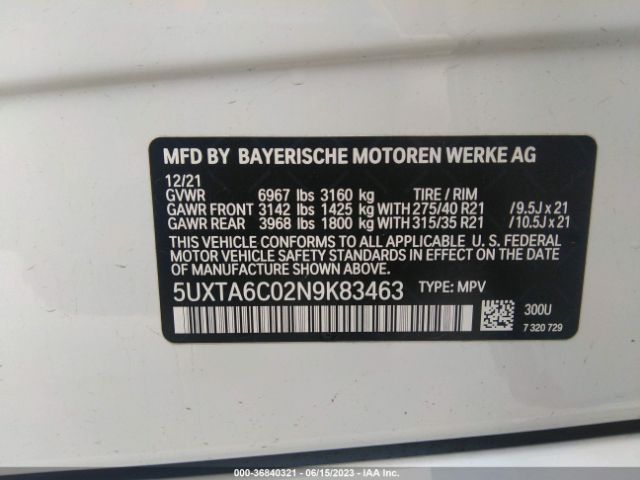 MFD BY BAYERISCHE MOTOREN WERKE AG
12/21
GVWR 6967 lbs 3160 kg TIRE / RIM
GAWR FRONT 3142 lbs 1425 kg WITH 275/40 R21 / 9.5J x 21
GAWR REAR 3968 lbs 1800 kg WITH 315/35 R21 / 10.5J x 21
THIS VEHICLE CONFORMS TO ALL APPLICABLE U. S. FEDERAL
MOTOR VEHICLE SAFETY STANDARDS IN EFFECT ON THE DATE
OF MANUFACTURE SHOWN ABOVE.
5UXTA6C02N9K83463 TYPE: MPV
300U
7 320 729
000-36840321 - 06/15/2023 - IAA Inc.